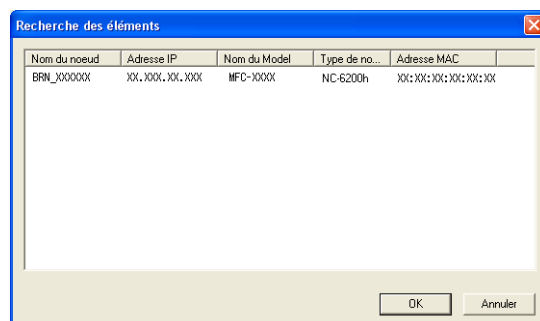 Recherche des éléments
Nom du noeud Adresse IP Nom du Model Type de no... Adresse MAC
BRN_XXXXXX XX.XXX.XX.XXX MFC-XXXX NC-6200h XX:XX:XX:XX:XX:XX
OK Annuler